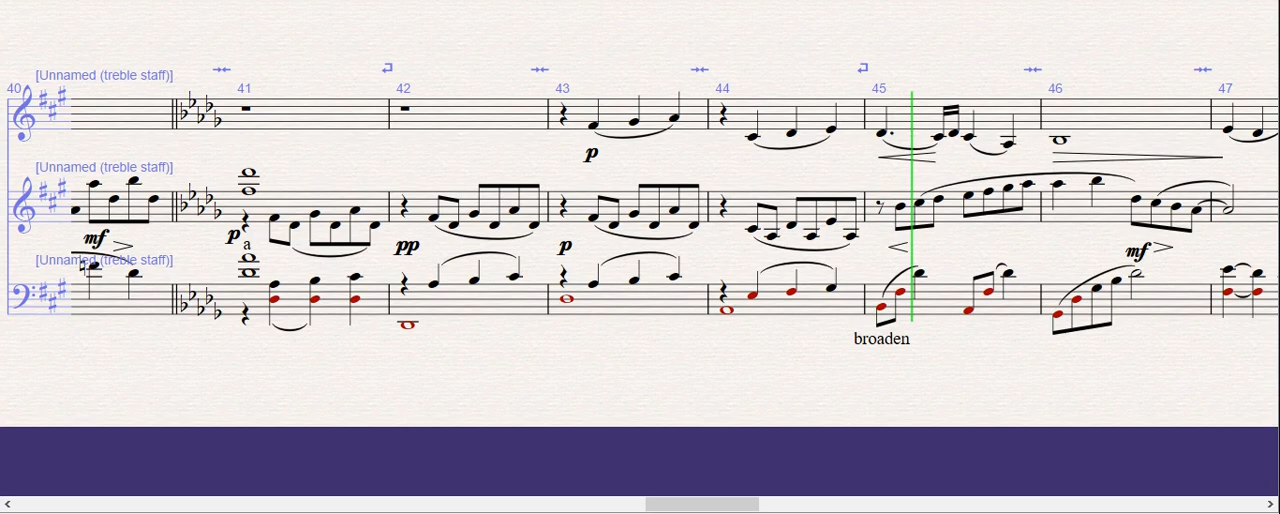 [Unnamed (treble staff)]
40 41 42 43 44 45 46 47
p
[Unnamed (treble staff)]
mf p pp p mf
a
[Unnamed (treble staff)]
broaden